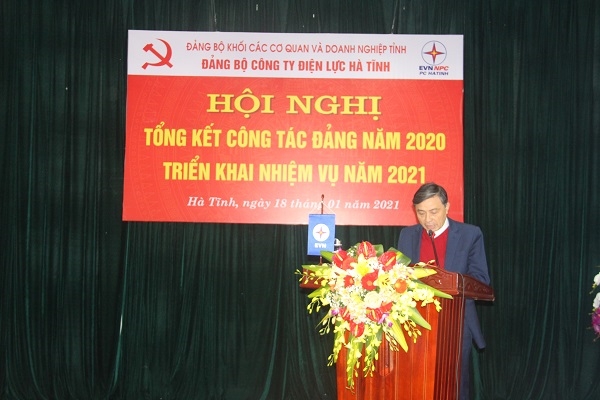 ĐẢNG BỘ KHỐI CÁC CƠ QUAN VÀ DOANH NGHIỆP TỈNH
ĐẢNG BỘ CÔNG TY ĐIỆN LỰC HÀ TĨNH
EVNNPC
PC HATINH
HỘI NGHỊ
TỔNG KẾT CÔNG TÁC ĐẢNG NĂM 2020
TRIỂN KHAI NHIỆM VỤ NĂM 2021
Hà Tĩnh, ngày 18 tháng 01 năm 2021
EVN